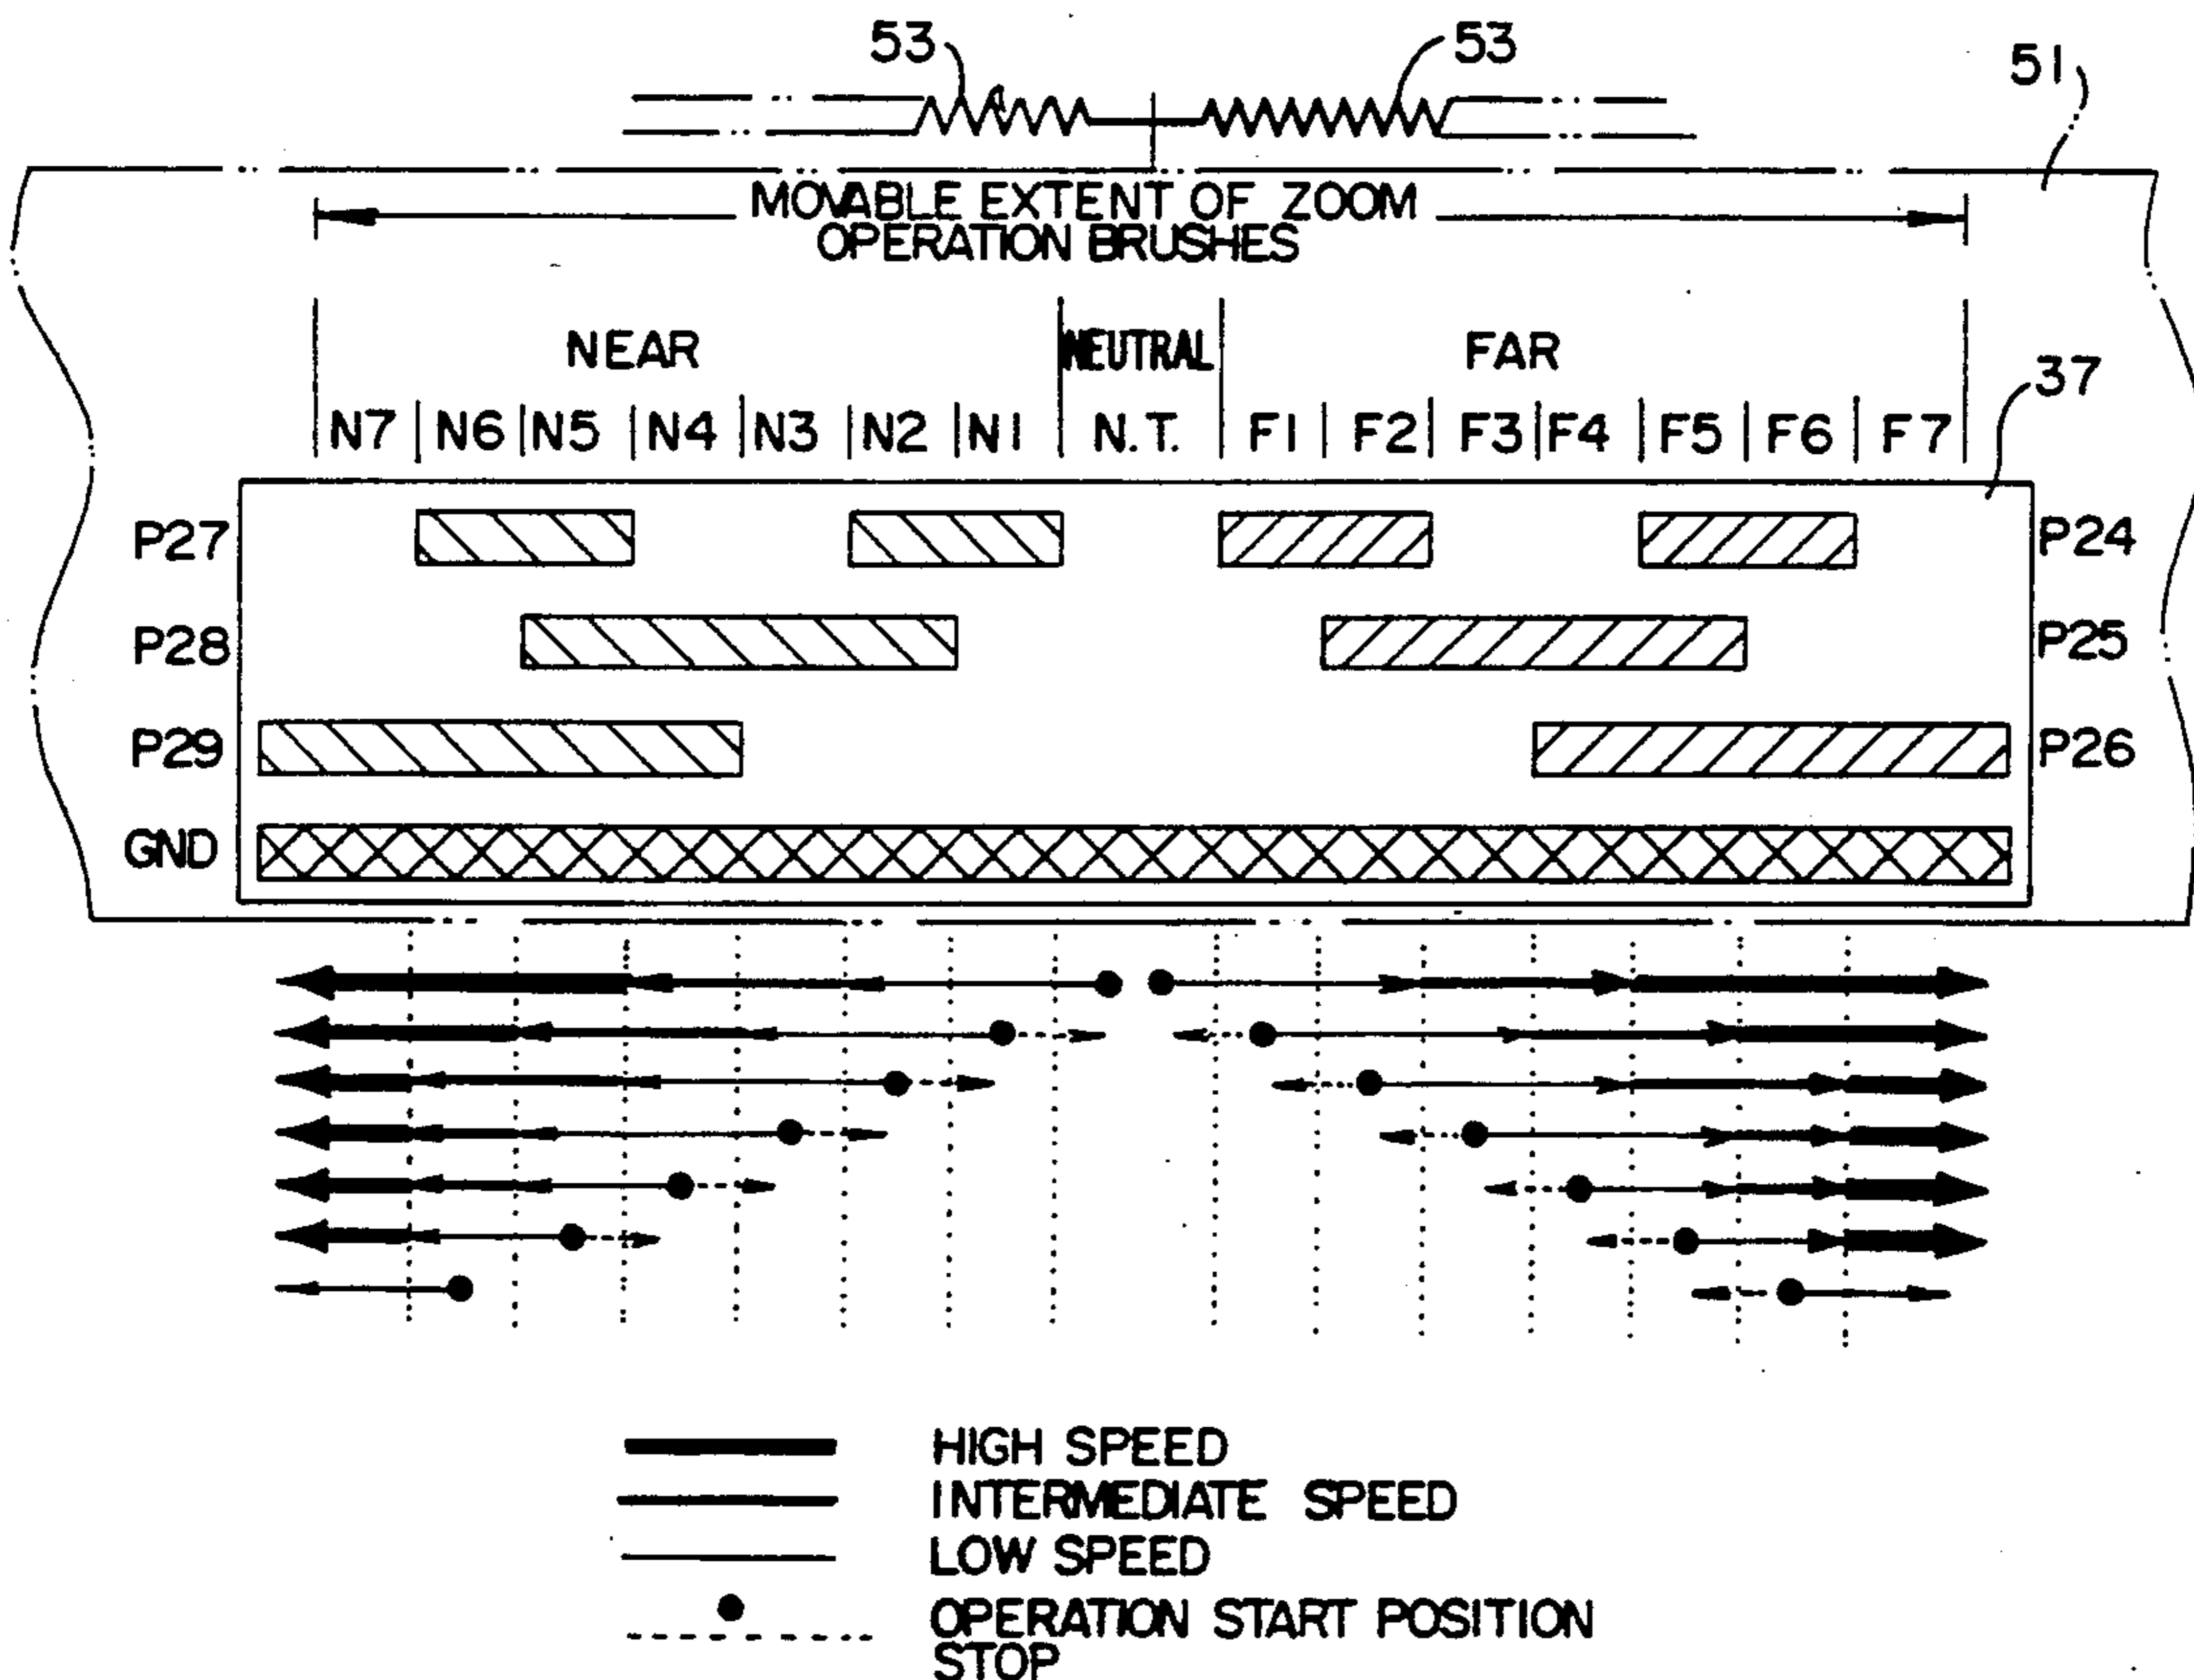 53
53
51
MOVABLE EXTENT OF ZOOM
OPERATION BRUSHES
NEAR
NEUTRAL
FAR
37
N7 N6 N5 N4 N3 N2 N1 N.T. F1 F2 F3 F4 F5 F6 F7
P27
P24
P28
P25
P29
P26
GND
HIGH SPEED
INTERMEDIATE SPEED
LOW SPEED
OPERATION START POSITION
STOP